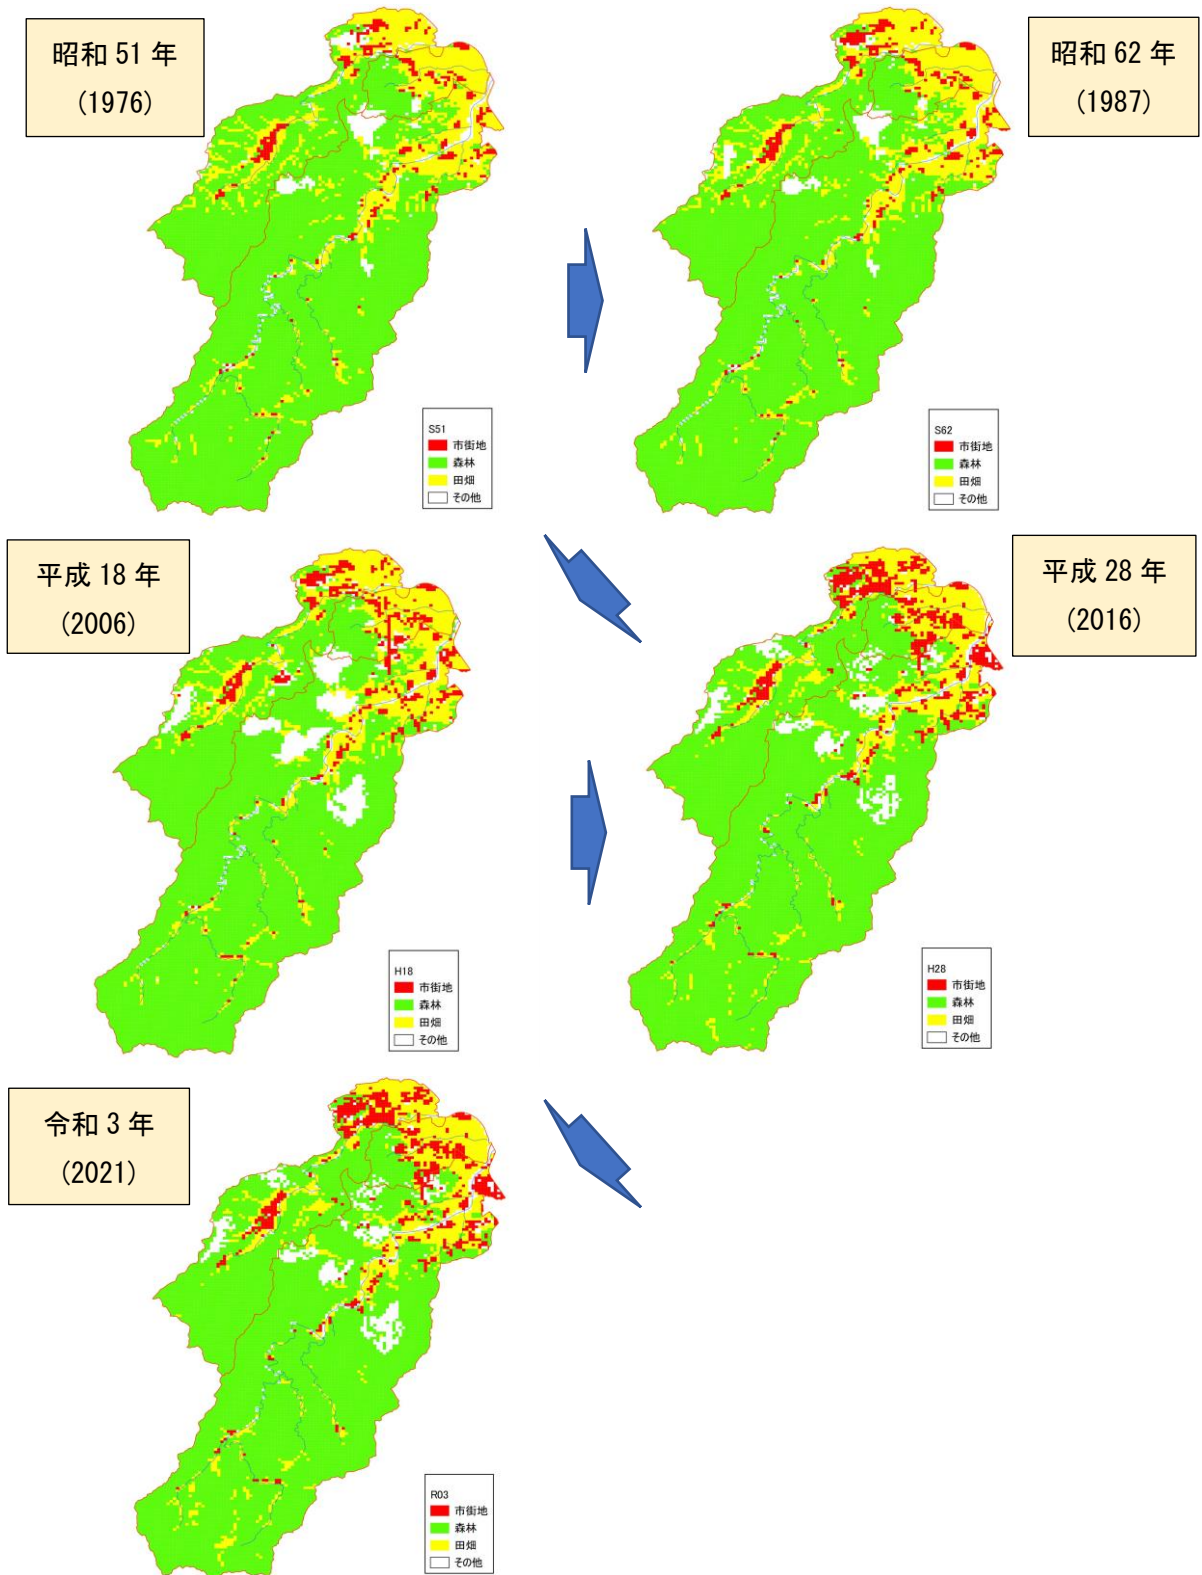 昭和 51 年
(1976)
昭和 62 年
(1987)
S51
市街地
森林
田畑
その他
S62
市街地
森林
田畑
その他
平成 18 年
(2006)
平成 28 年
(2016)
H18
市街地
森林
田畑
その他
H28
市街地
森林
田畑
その他
令和 3 年
(2021)
R03
市街地
森林
田畑
その他